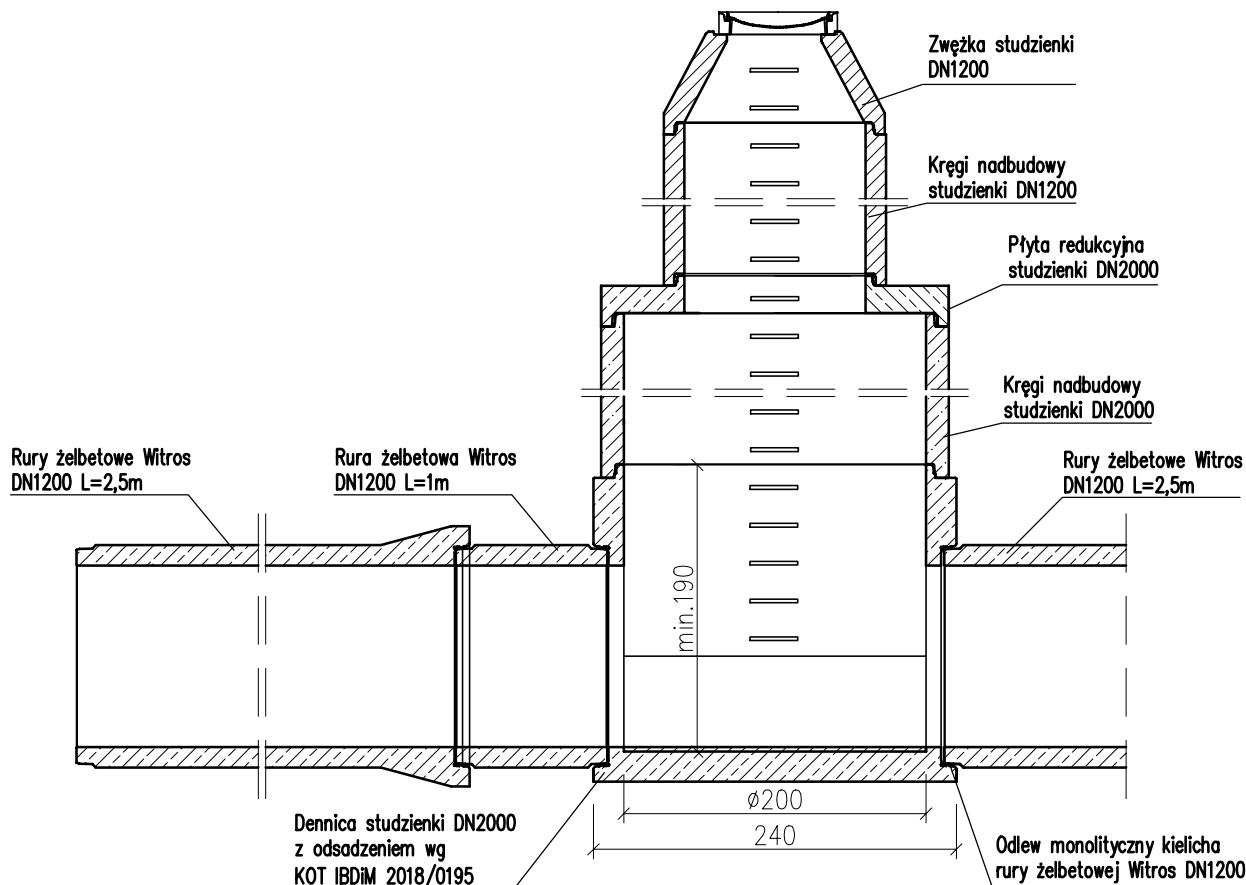 Zwężka studzienki
DN1200
Kręgi nadbudowy
studzienki DN1200
Płyta redukcyjna
studzienki DN2000
Kręgi nadbudowy
studzienki DN2000
Rury żelbetowe Witros
DN1200 L=2,5m
Rura żelbetowa Witros
DN1200 L=1m
Rury żelbetowe Witros
DN1200 L=2,5m
min.190
ø200
240
Dennica studzienki DN2000
z odsadzeniem wg
KOT IBDiM 2018/0195
Odlew monolityczny kielicha
rury żelbetowej Witros DN1200